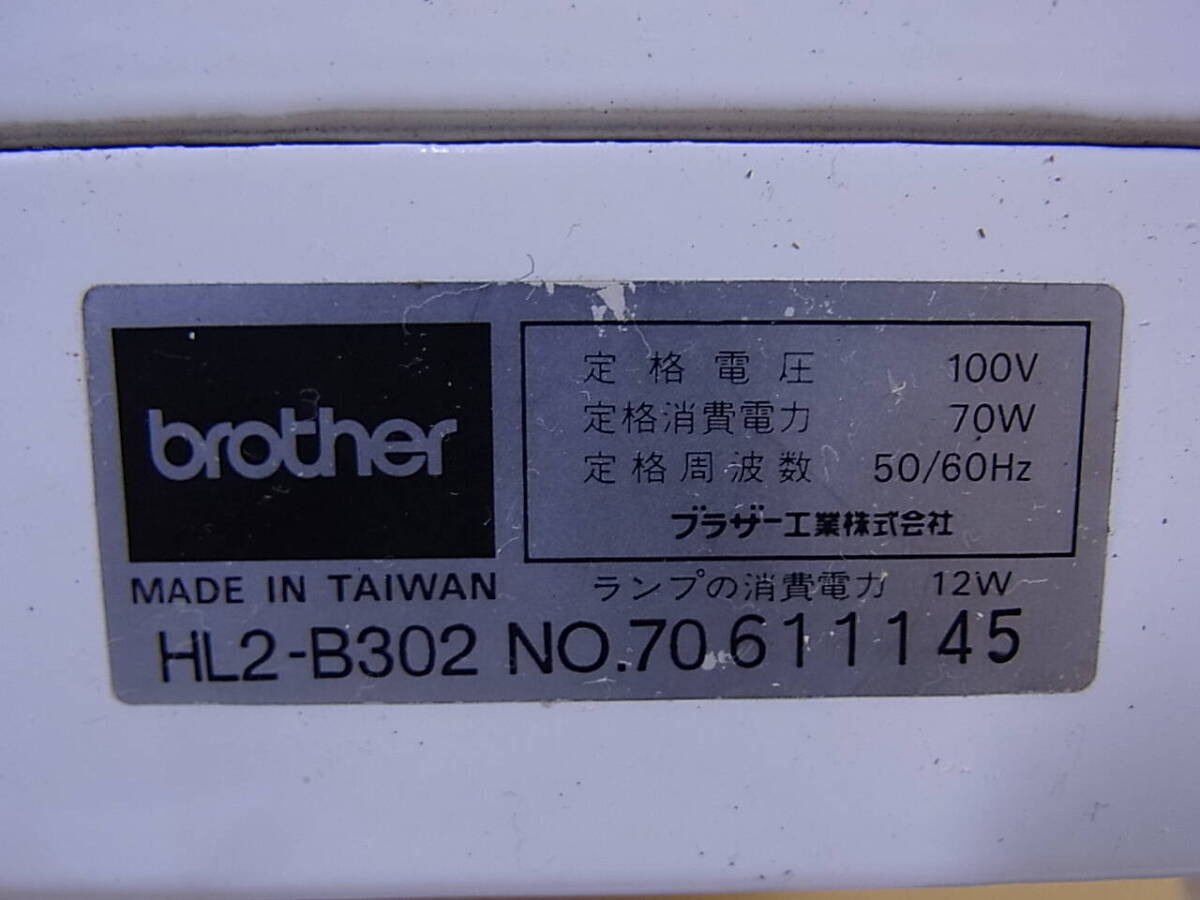 brother
定格電圧 100V
定格消費電力 70W
定格周波数 50/60Hz
ブラザー工業株式会社
MADE IN TAIWAN
ランプの消費電力 12W
HL2-B302 NO.70611145